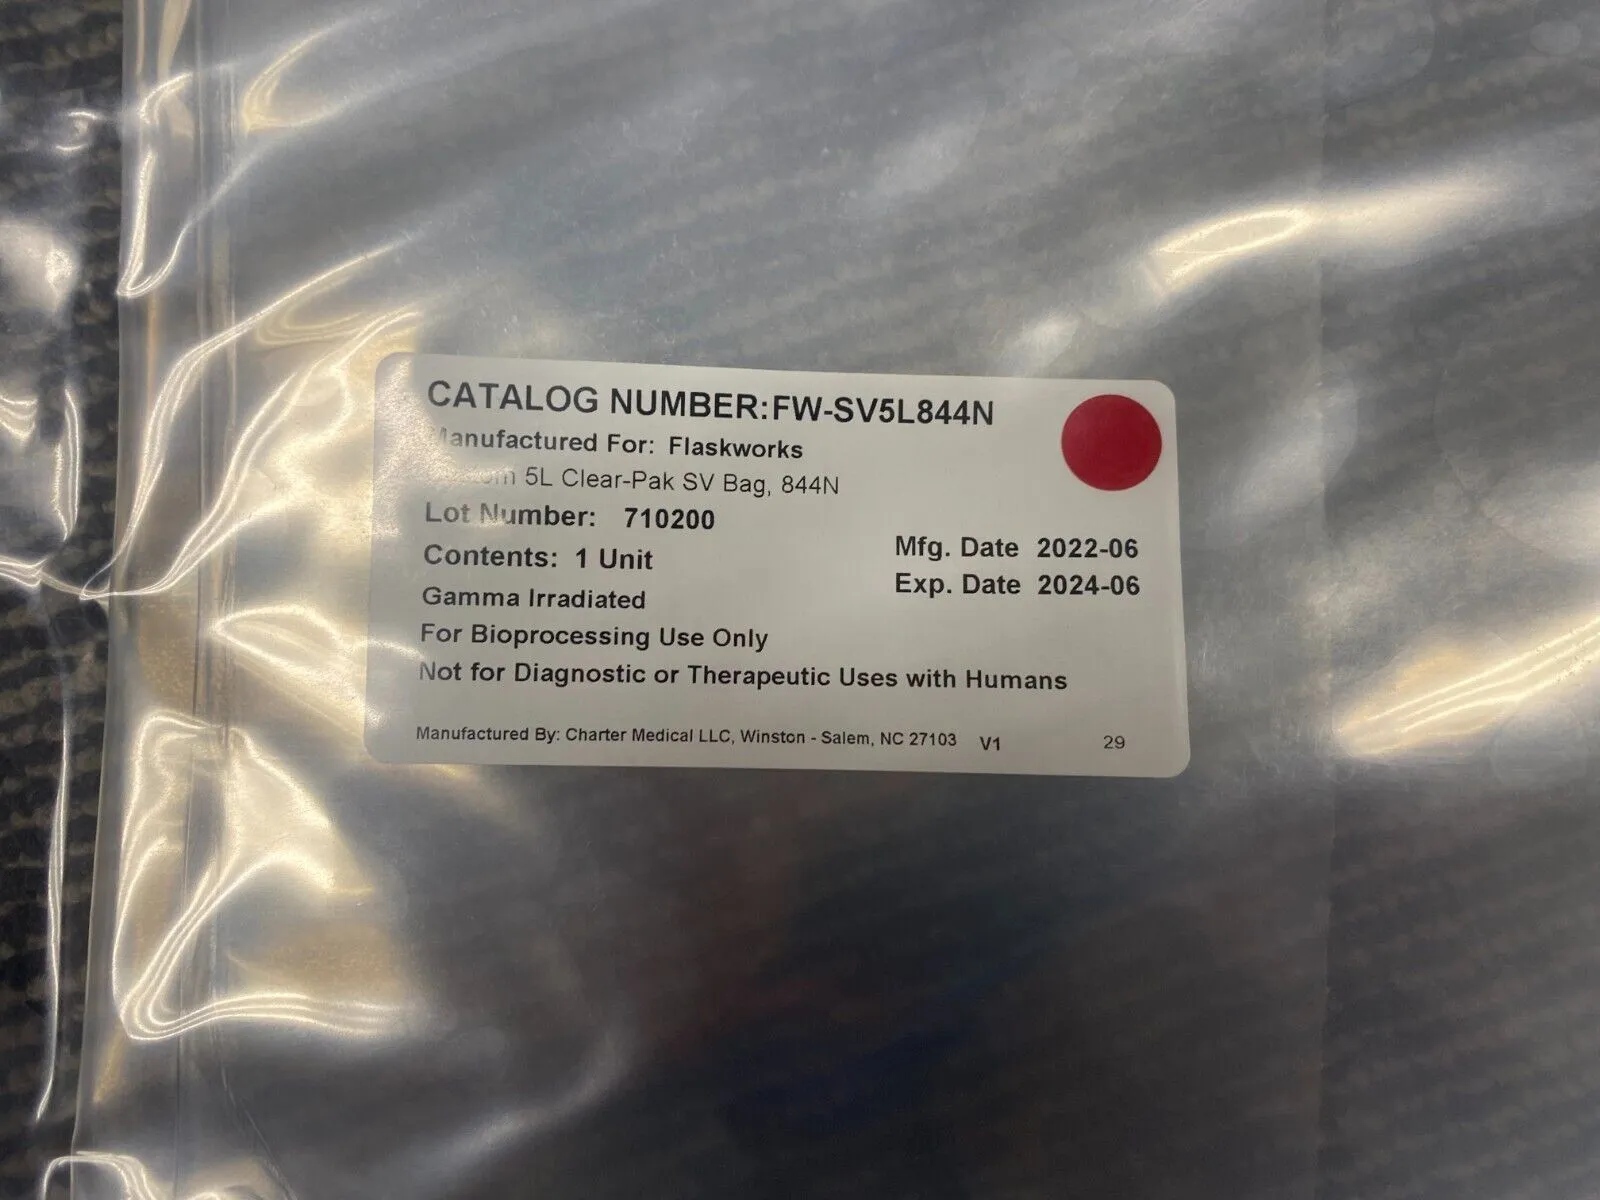 CATALOG NUMBER:FW-SV5L844N
Manufactured For: Flaskworks
5L Clear-Pak SV Bag, 844N
Lot Number: 710200
Contents: 1 Unit
Mfg. Date 2022-06
Exp. Date 2024-06
Gamma Irradiated
For Bioprocessing Use Only
Not for Diagnostic or Therapeutic Uses with Humans
Manufactured By: Charter Medical LLC, Winston - Salem, NC 27103 V1 29